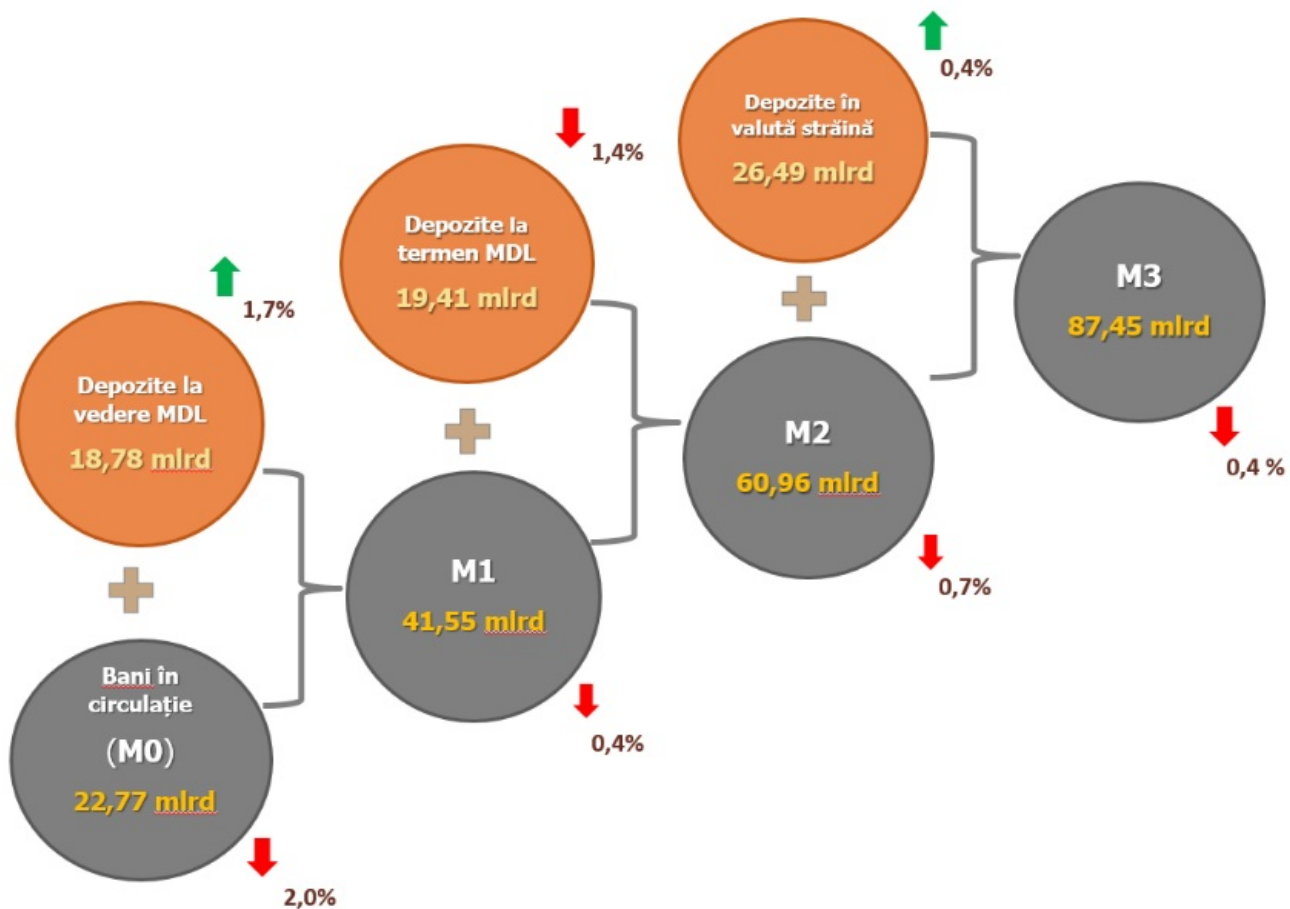 Depozite la
vedere MDL
18,78 mlrd
1,7%
Bani în
circulație
(M0)
22,77 mlrd
2,0%
Depozite la
termen MDL
19,41 mlrd
1,4%
M1
41,55 mlrd
0,4%
Depozite în
valută străină
26,49 mlrd
0,4%
M2
60,96 mlrd
0,7%
M3
87,45 mlrd
0,4 %